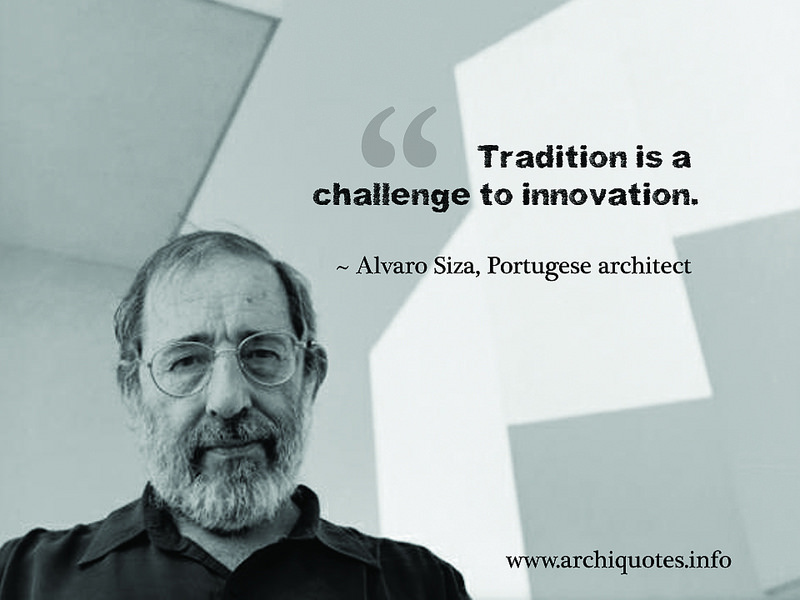 “ Tradition is a
challenge to innovation.
~ Alvaro Siza, Portugese architect
www.archiquotes.info